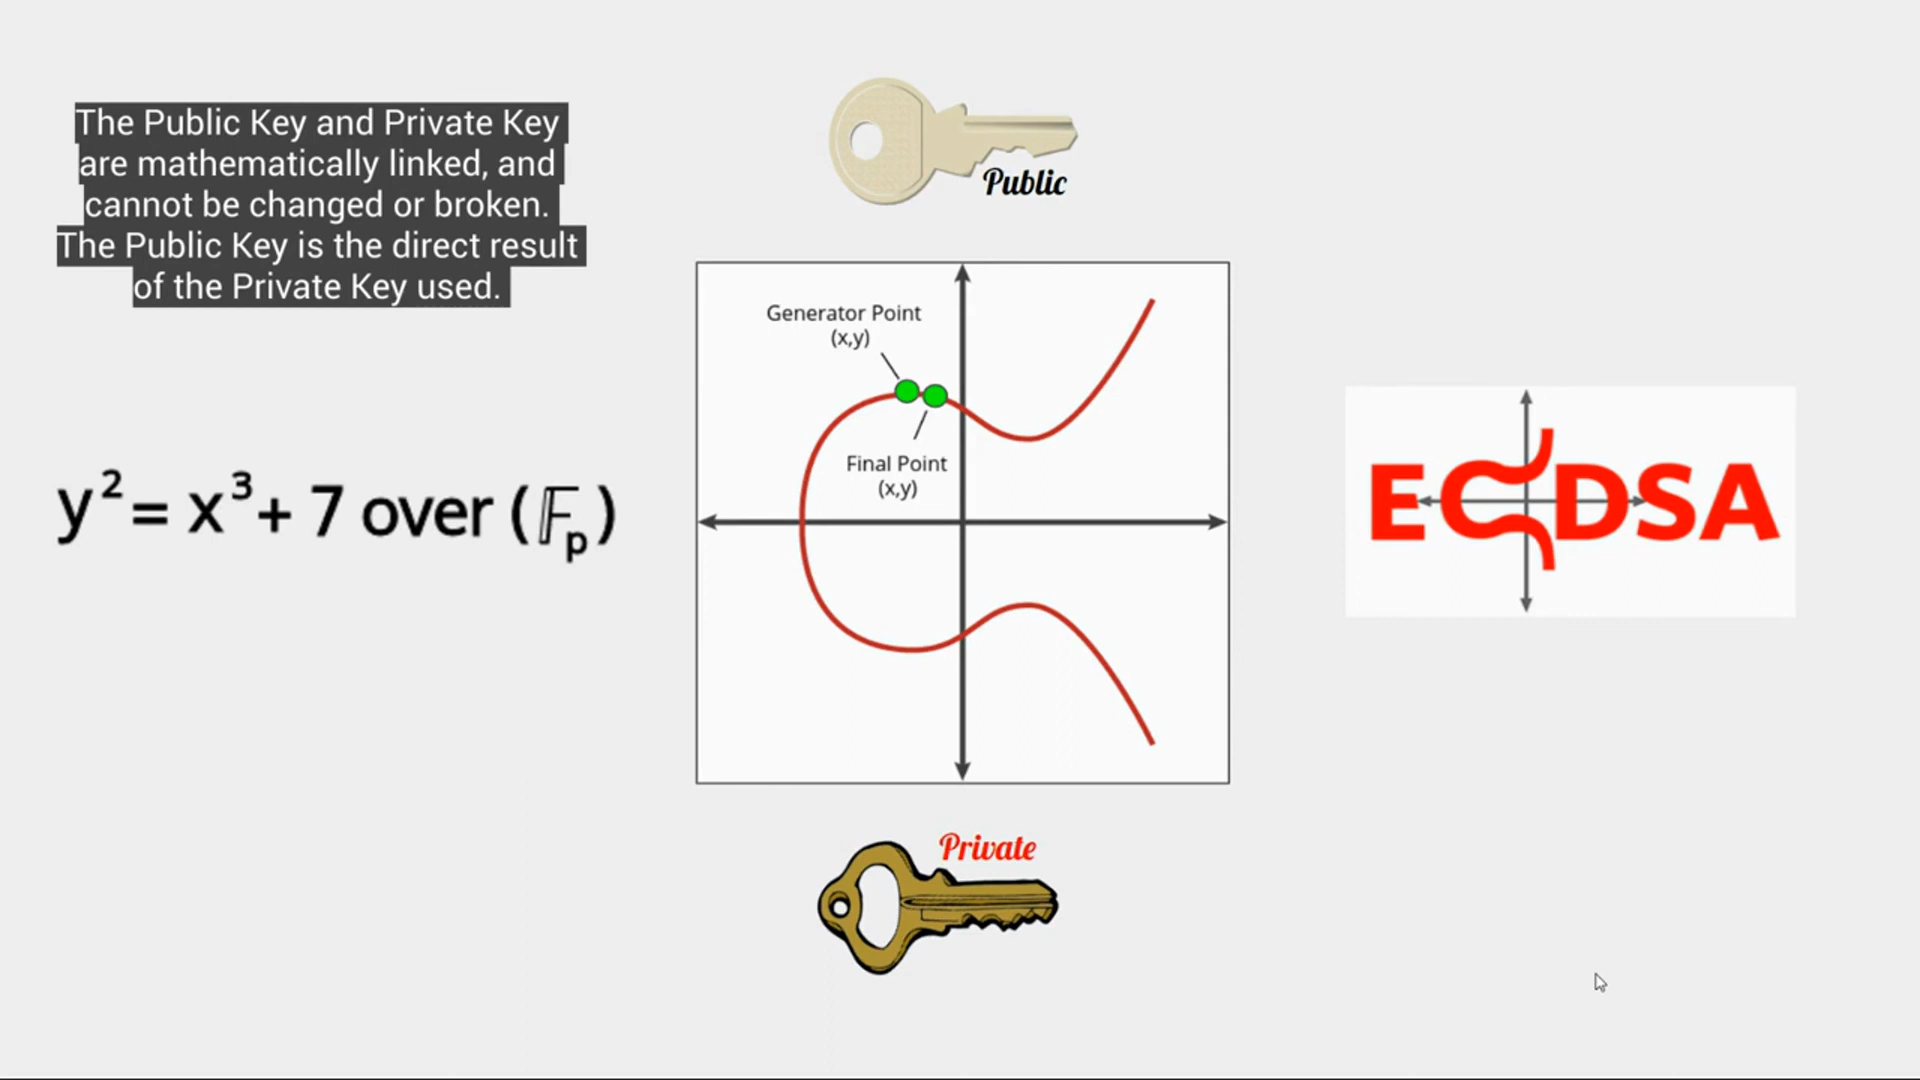 The Public Key and Private Key
are mathematically linked, and
cannot be changed or broken.
The Public Key is the direct result
of the Private Key used.
Public
Generator Point
(x,y)
Final Point
(x,y)
y² = x³ + 7 over (𝔽ₚ)
ECDSA
Private